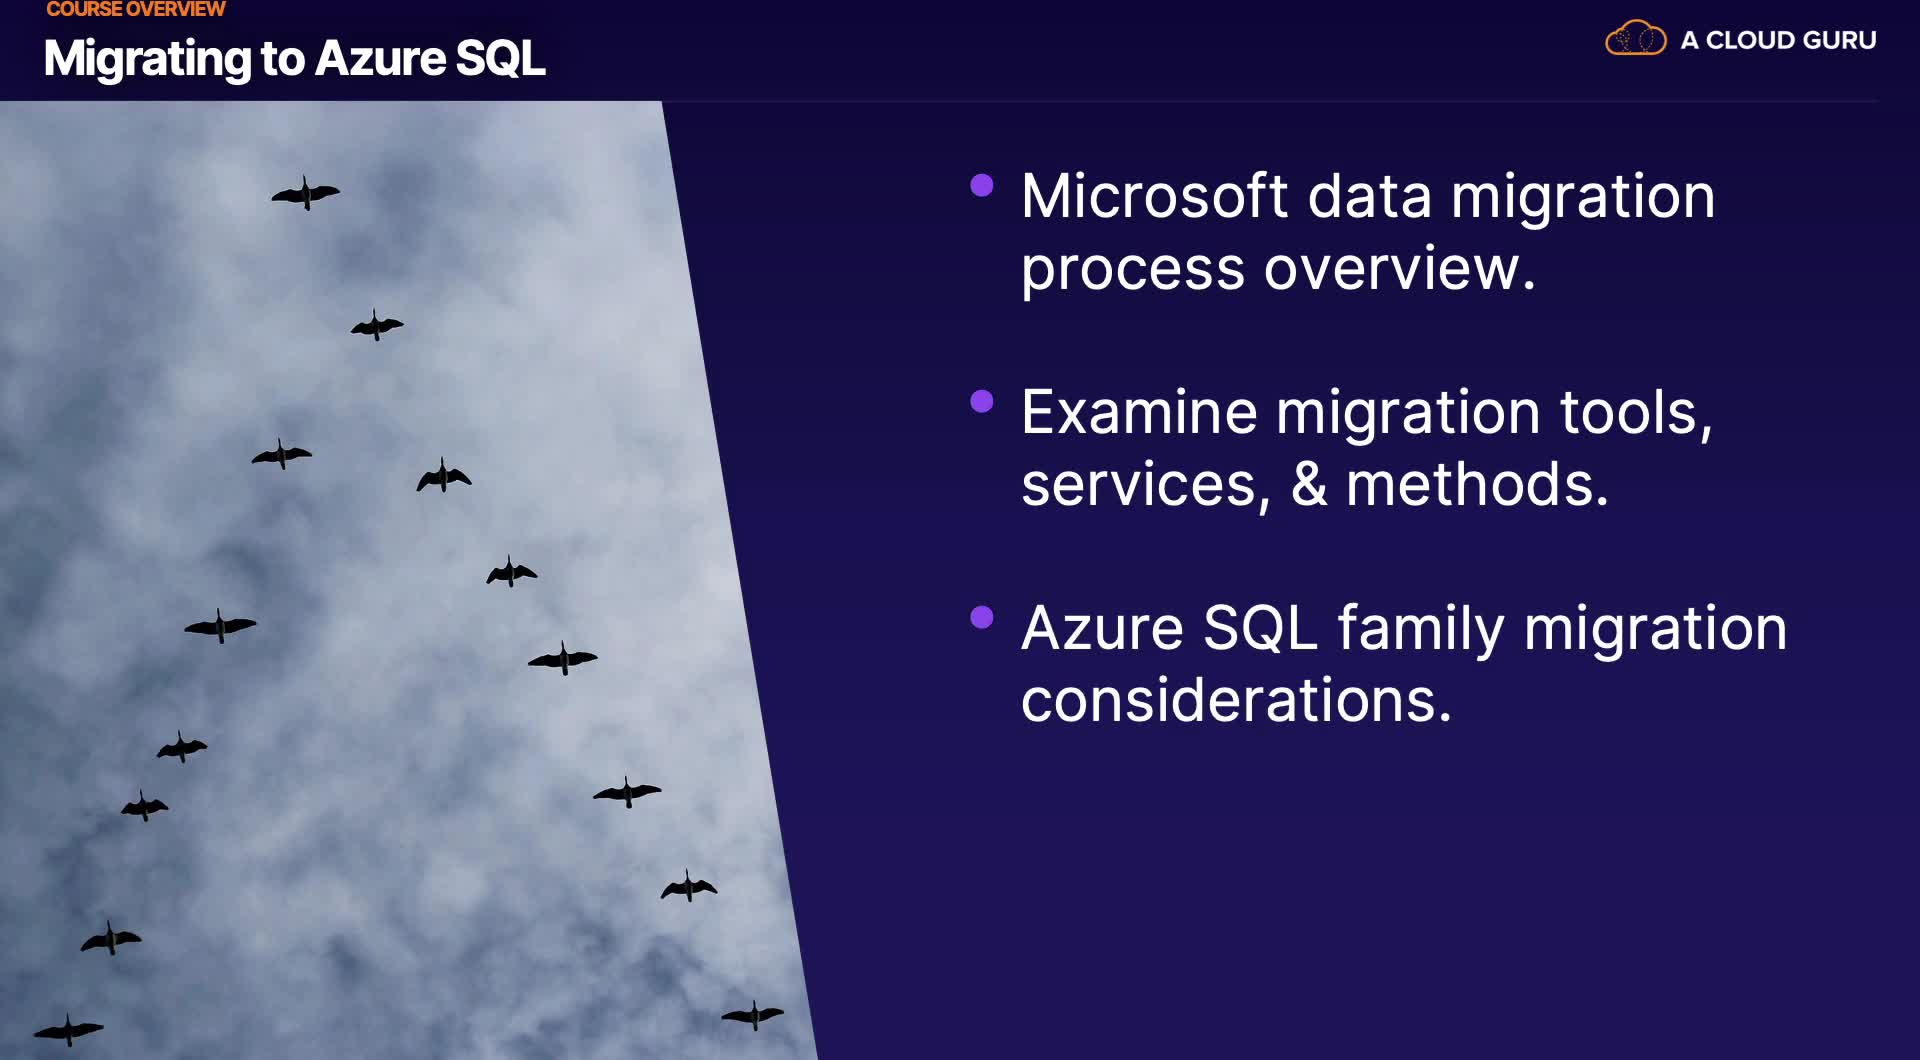 COURSE OVERVIEW
Migrating to Azure SQL
A CLOUD GURU
Microsoft data migration
process overview.
Examine migration tools,
services, & methods.
Azure SQL family migration
considerations.